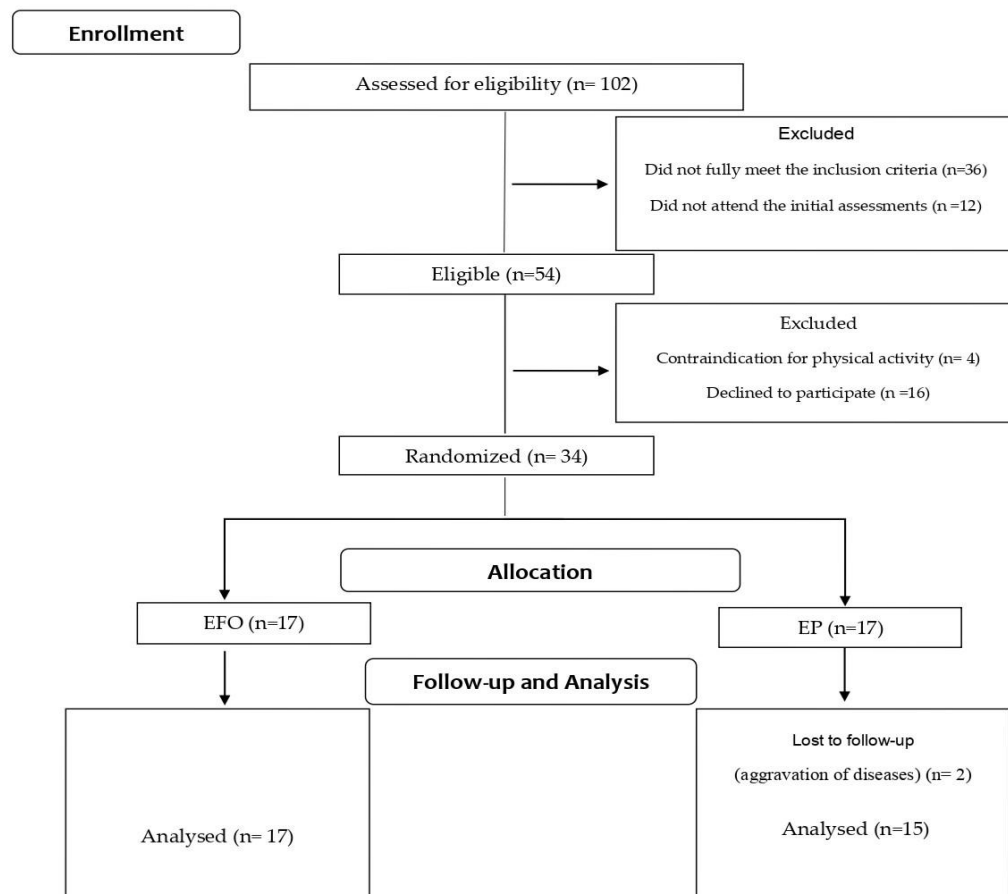 Enrollment
Assessed for eligibility (n= 102)
Excluded
Did not fully meet the inclusion criteria (n=36)
Did not attend the initial assessments (n =12)
Eligible (n=54)
Excluded
Contraindication for physical activity (n= 4)
Declined to participate (n =16)
Randomized (n= 34)
Allocation
EFO (n=17)
EP (n=17)
Follow-up and Analysis
Analysed (n= 17)
Lost to follow-up
(aggravation of diseases) (n= 2)
Analysed (n=15)